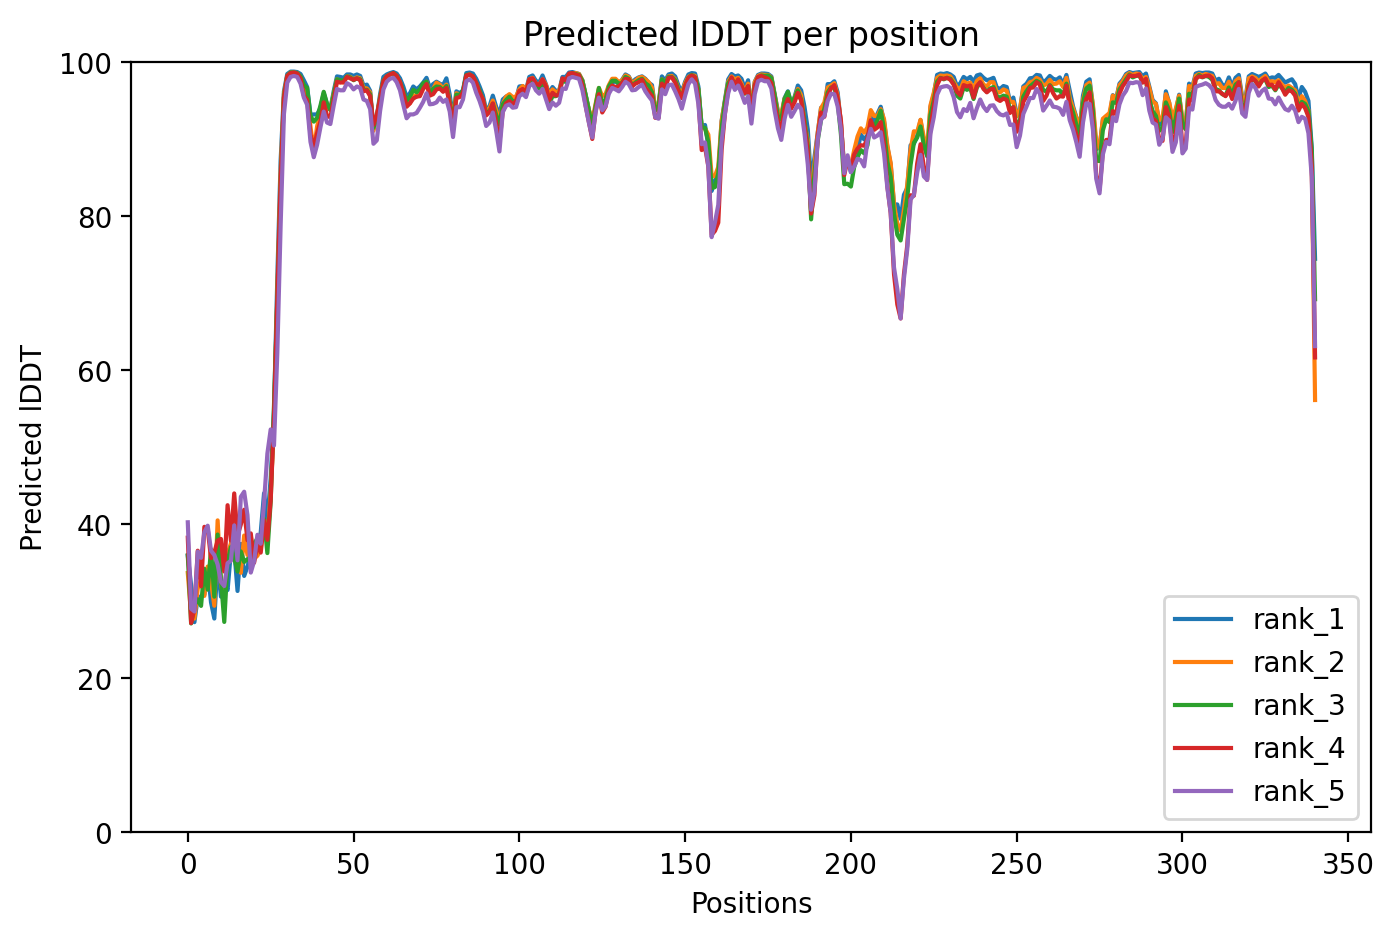 Predicted lDDT per position
Predicted lDDT
100
80
60
40
20
0
0 50 100 150 200 250 300 350
Positions
rank_1
rank_2
rank_3
rank_4
rank_5